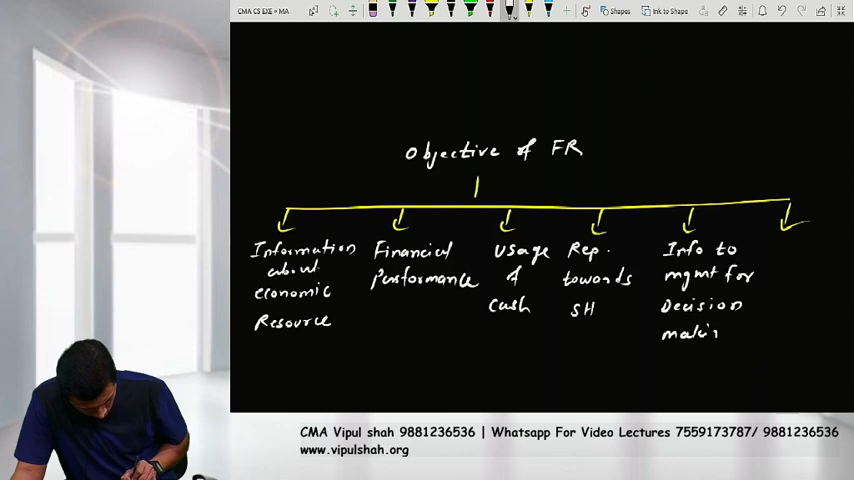 CMA CS EXE » MA
Shapes
Ink to Shape
Objective of FR
Information
about
economic
Resource
Financial
Performance
Usage
of
cash
Rep.
towards
SH
Info to
mgmt for
Decision
makin
CMA Vipul shah 9881236536 | Whatsapp For Video Lectures 7559173787/ 9881236536
www.vipulshah.org